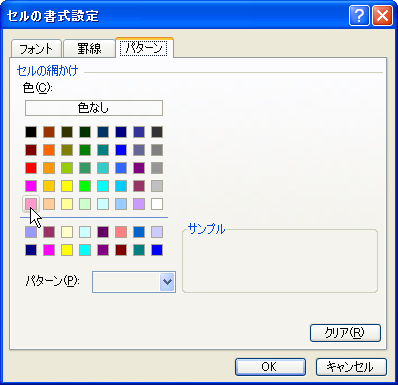 セルの書式設定
フォント
罫線
パターン
セルの網かけ
色(C):
色なし
サンプル
パターン(P):
クリア(R)
OK
キャンセル